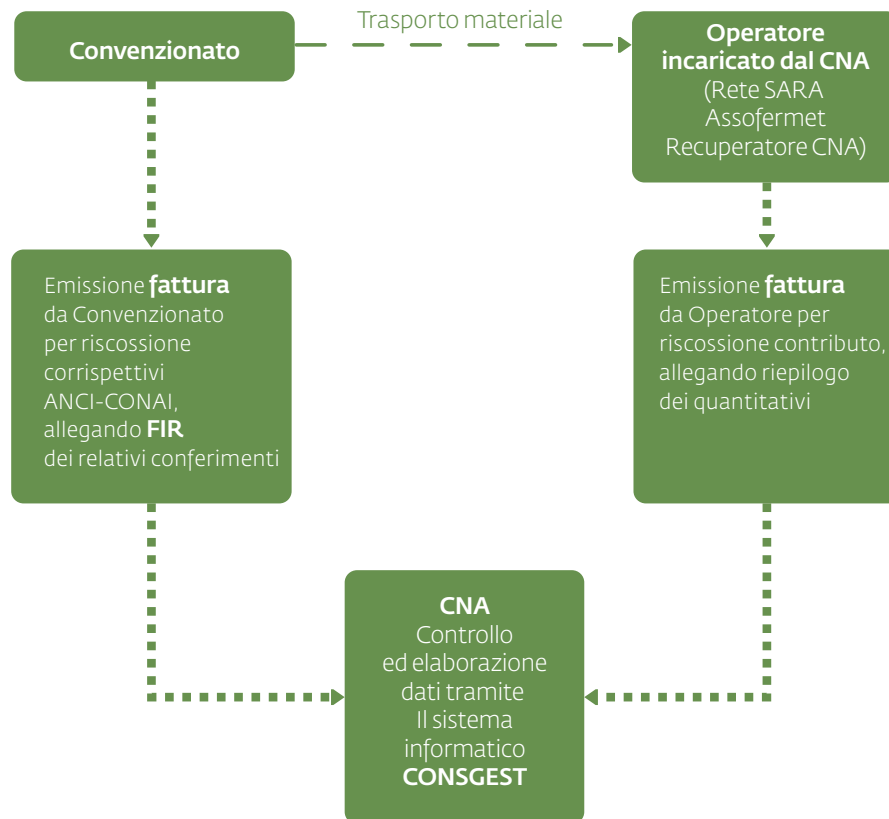 Convenzionato
Trasporto materiale
Operatore
incaricato dal CNA
(Rete SARA
Assofermet
Recuperatore CNA)
Emissione fattura
da Convenzionato
per riscossione
corrispettivi
ANCI-CONAI,
allegando FIR
dei relativi conferimenti
Emissione fattura
da Operatore per
riscossione contributo,
allegando riepilogo
dei quantitativi
CNA
Controllo
ed elaborazione
dati tramite
Il sistema
informatico
CONSGEST